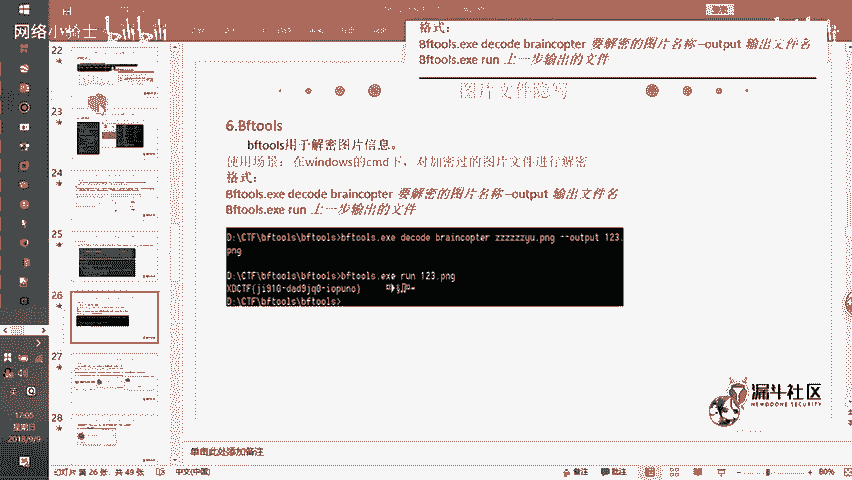 网络小骑士 bilibili
格式:
Bftools.exe decode braincopter 要解密的图片名称 –output 输出文件名
Bftools.exe run 上一步输出的文件
图片文件隐写
6.Bftools
bftools用于解密图片信息。
使用场景:在windows的cmd下,对加密过的图片文件进行解密
格式:
Bftools.exe decode braincopter 要解密的图片名称 –output 输出文件名
Bftools.exe run 上一步输出的文件
D:\CTF\bftools\bftools>bftools.exe decode braincopter zzzzzzyu.png --output 123.
png
D:\CTF\bftools\bftools>bftools.exe run 123.png
XDCTF{ji910-dad9jq0-iopuno}
D:\CTF\bftools\bftools>
漏斗社区
NEWDOONE SECURITY
22
23
24
25
26
27
28
单击此处添加备注
17:05
星期日
2018/9/9
幻灯片 第 26 张,共 49 张
中文(中国)
备注
批注
80%